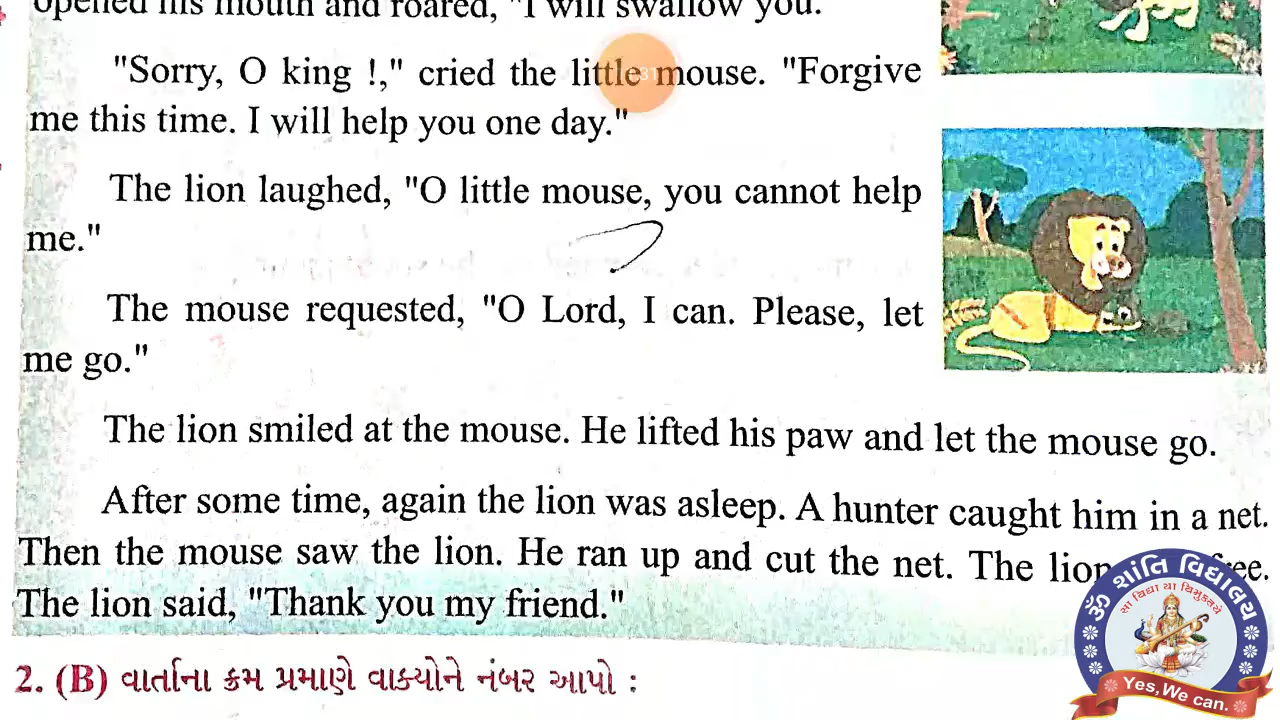 opened his mouth and roared, "I will swallow you.
"Sorry, O king !," cried the little mouse. "Forgive
me this time. I will help you one day."
The lion laughed, "O little mouse, you cannot help
me."
The mouse requested, "O Lord, I can. Please, let
me go."
The lion smiled at the mouse. He lifted his paw and let the mouse go.
After some time, again the lion was asleep. A hunter caught him in a net.
Then the mouse saw the lion. He ran up and cut the net. The lion
The lion said, "Thank you my friend."
2. (B) વાર્તાના ક્રમ પ્રમાણે વાક્યોને નંબર આપો :
ૐ શાંતિ વિદ્યાલય
સા વિદ્યા યા વિમુક્તયે
Yes, We can.